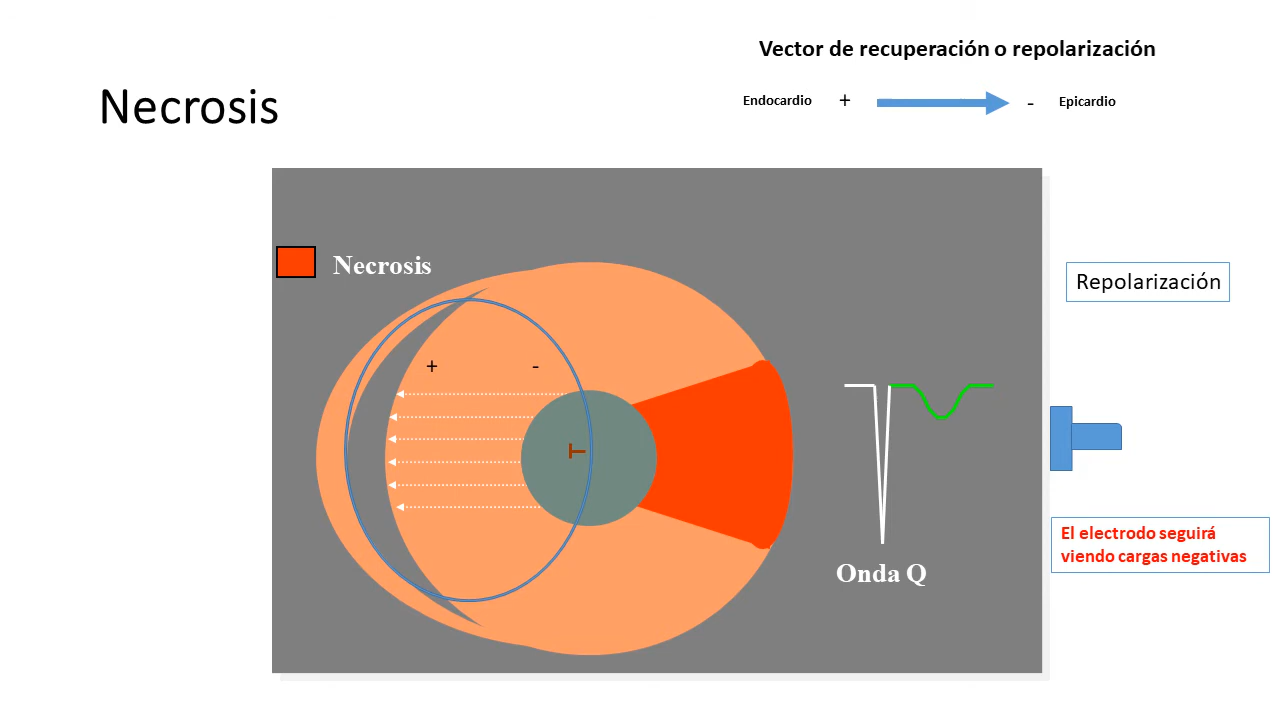 Vector de recuperación o repolarización
Necrosis
Endocardio + - Epicardio
Necrosis
Repolarización
+ -
T
El electrodo seguirá
viendo cargas negativas
Onda Q